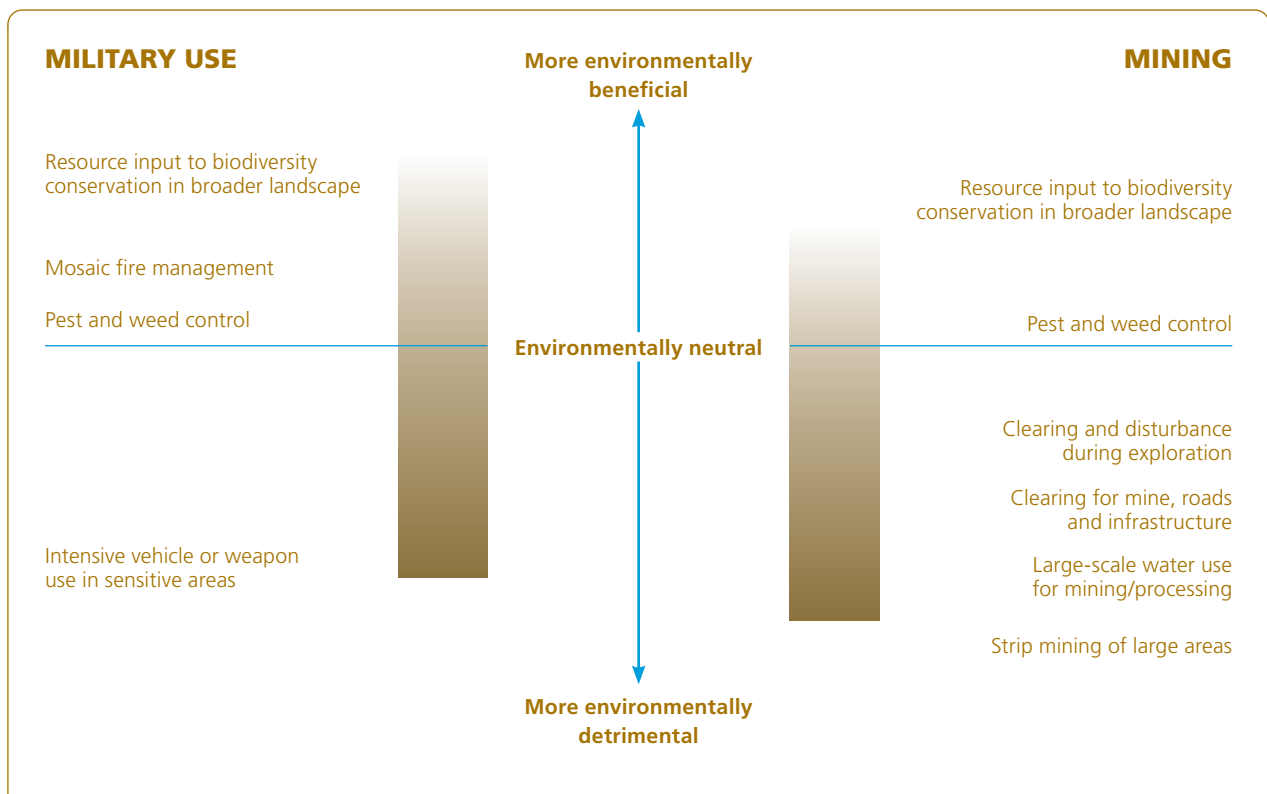 MILITARY USE
Resource input to biodiversity
conservation in broader landscape
Mosaic fire management
Pest and weed control
Intensive vehicle or weapon
use in sensitive areas
More environmentally
beneficial
Environmentally neutral
More environmentally
detrimental
MINING
Resource input to biodiversity
conservation in broader landscape
Pest and weed control
Clearing and disturbance
during exploration
Clearing for mine, roads
and infrastructure
Large-scale water use
for mining/processing
Strip mining of large areas